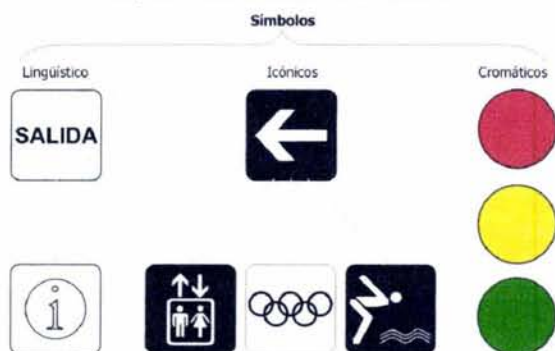 Símbolos
Lingüístico
Icónicos
Cromáticos
SALIDA
i